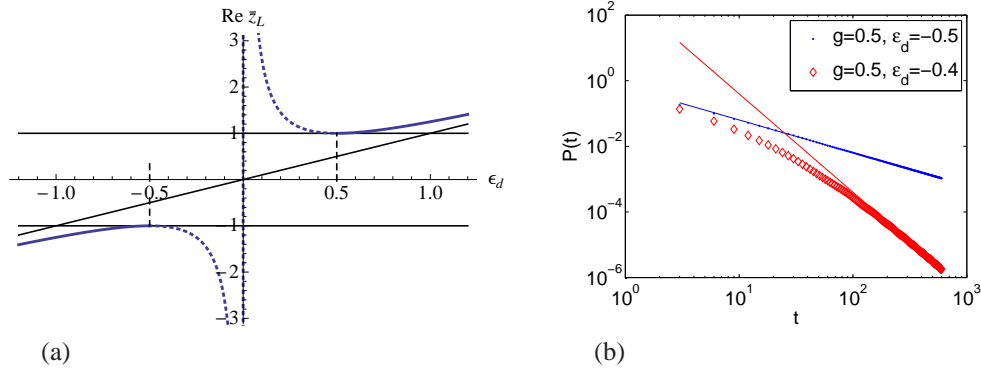 Re z̄_L
3
2
1
−1
−2
−3
−1.0
−0.5
0.5
1.0
ϵ_d
(a)
10^2
10^0
10^−2
10^−4
10^−6
P(t)
g=0.5, ε_d=−0.5
g=0.5, ε_d=−0.4
10^0
10^1
10^2
10^3
t
(b)